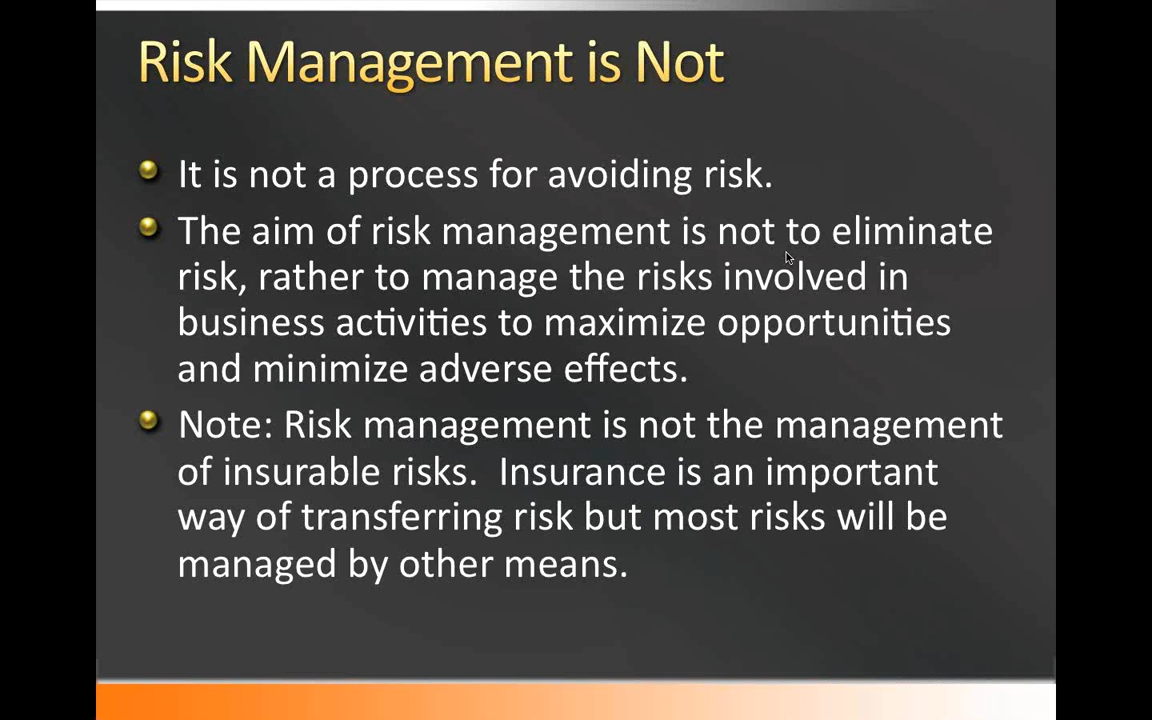 Risk Management is Not
It is not a process for avoiding risk.
The aim of risk management is not to eliminate
risk, rather to manage the risks involved in
business activities to maximize opportunities
and minimize adverse effects.
Note: Risk management is not the management
of insurable risks.  Insurance is an important
way of transferring risk but most risks will be
managed by other means.